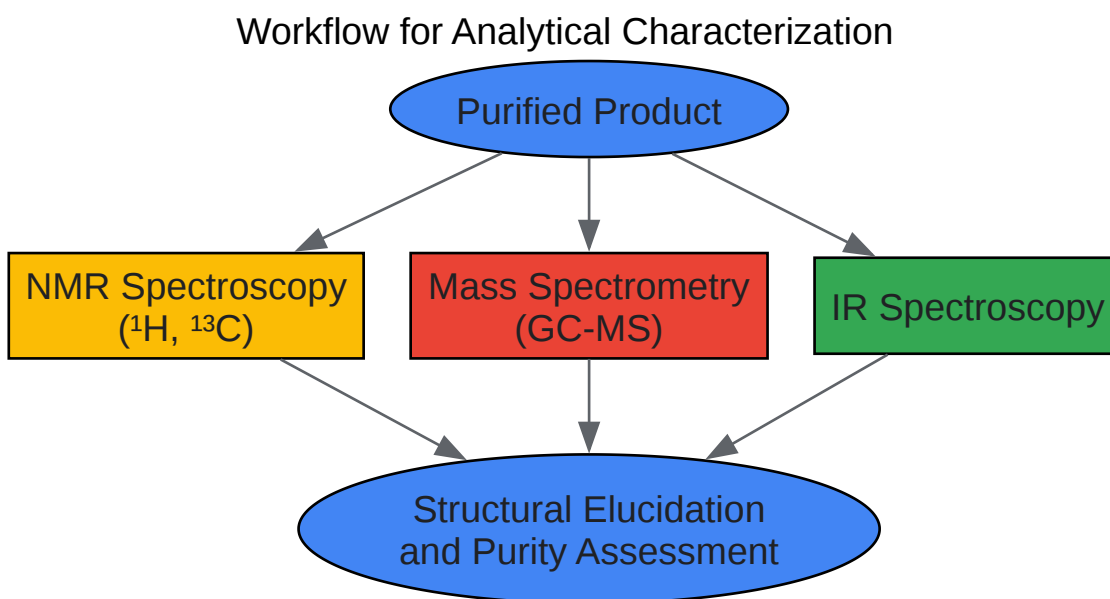 Workflow for Analytical Characterization
Purified Product
NMR Spectroscopy
(¹H, ¹³C)
Mass Spectrometry
(GC-MS)
IR Spectroscopy
Structural Elucidation
and Purity Assessment